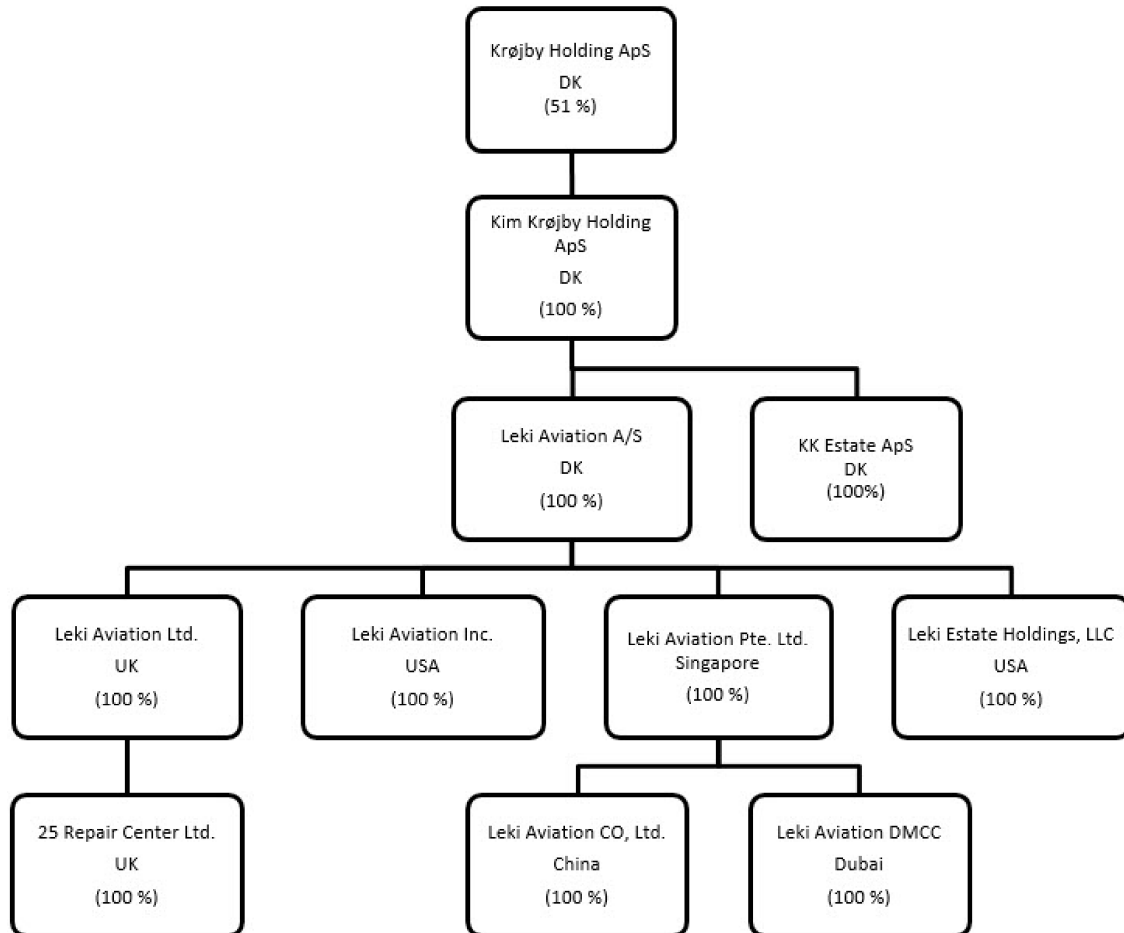 Krøjby Holding ApS
DK
(51 %)
Kim Krøjby Holding
ApS
DK
(100 %)
Leki Aviation A/S
DK
(100 %)
KK Estate ApS
DK
(100%)
Leki Aviation Ltd.
UK
(100 %)
Leki Aviation Inc.
USA
(100 %)
Leki Aviation Pte. Ltd.
Singapore
(100 %)
Leki Estate Holdings, LLC
USA
(100 %)
25 Repair Center Ltd.
UK
(100 %)
Leki Aviation CO, Ltd.
China
(100 %)
Leki Aviation DMCC
Dubai
(100 %)